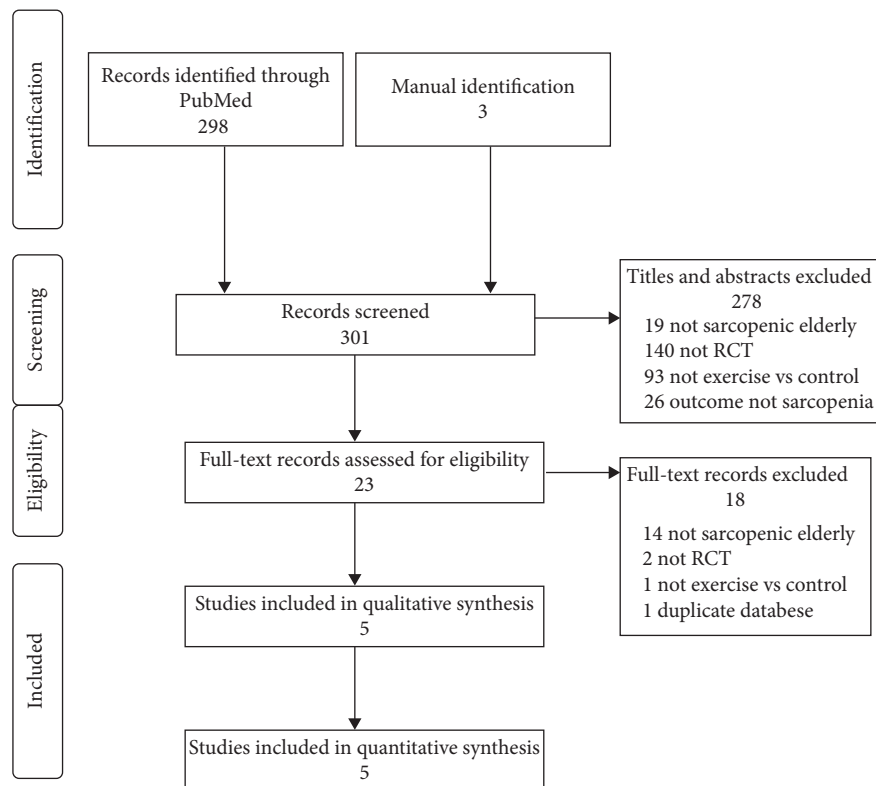 Identification
Records identified through
PubMed
298
Manual identification
3
Screening
Records screened
301
Titles and abstracts excluded
278
19 not sarcopenic elderly
140 not RCT
93 not exercise vs control
26 outcome not sarcopenia
Eligibility
Full-text records assessed for eligibility
23
Full-text records excluded
18
14 not sarcopenic elderly
2 not RCT
1 not exercise vs control
1 duplicate databese
Included
Studies included in qualitative synthesis
5
Studies included in quantitative synthesis
5